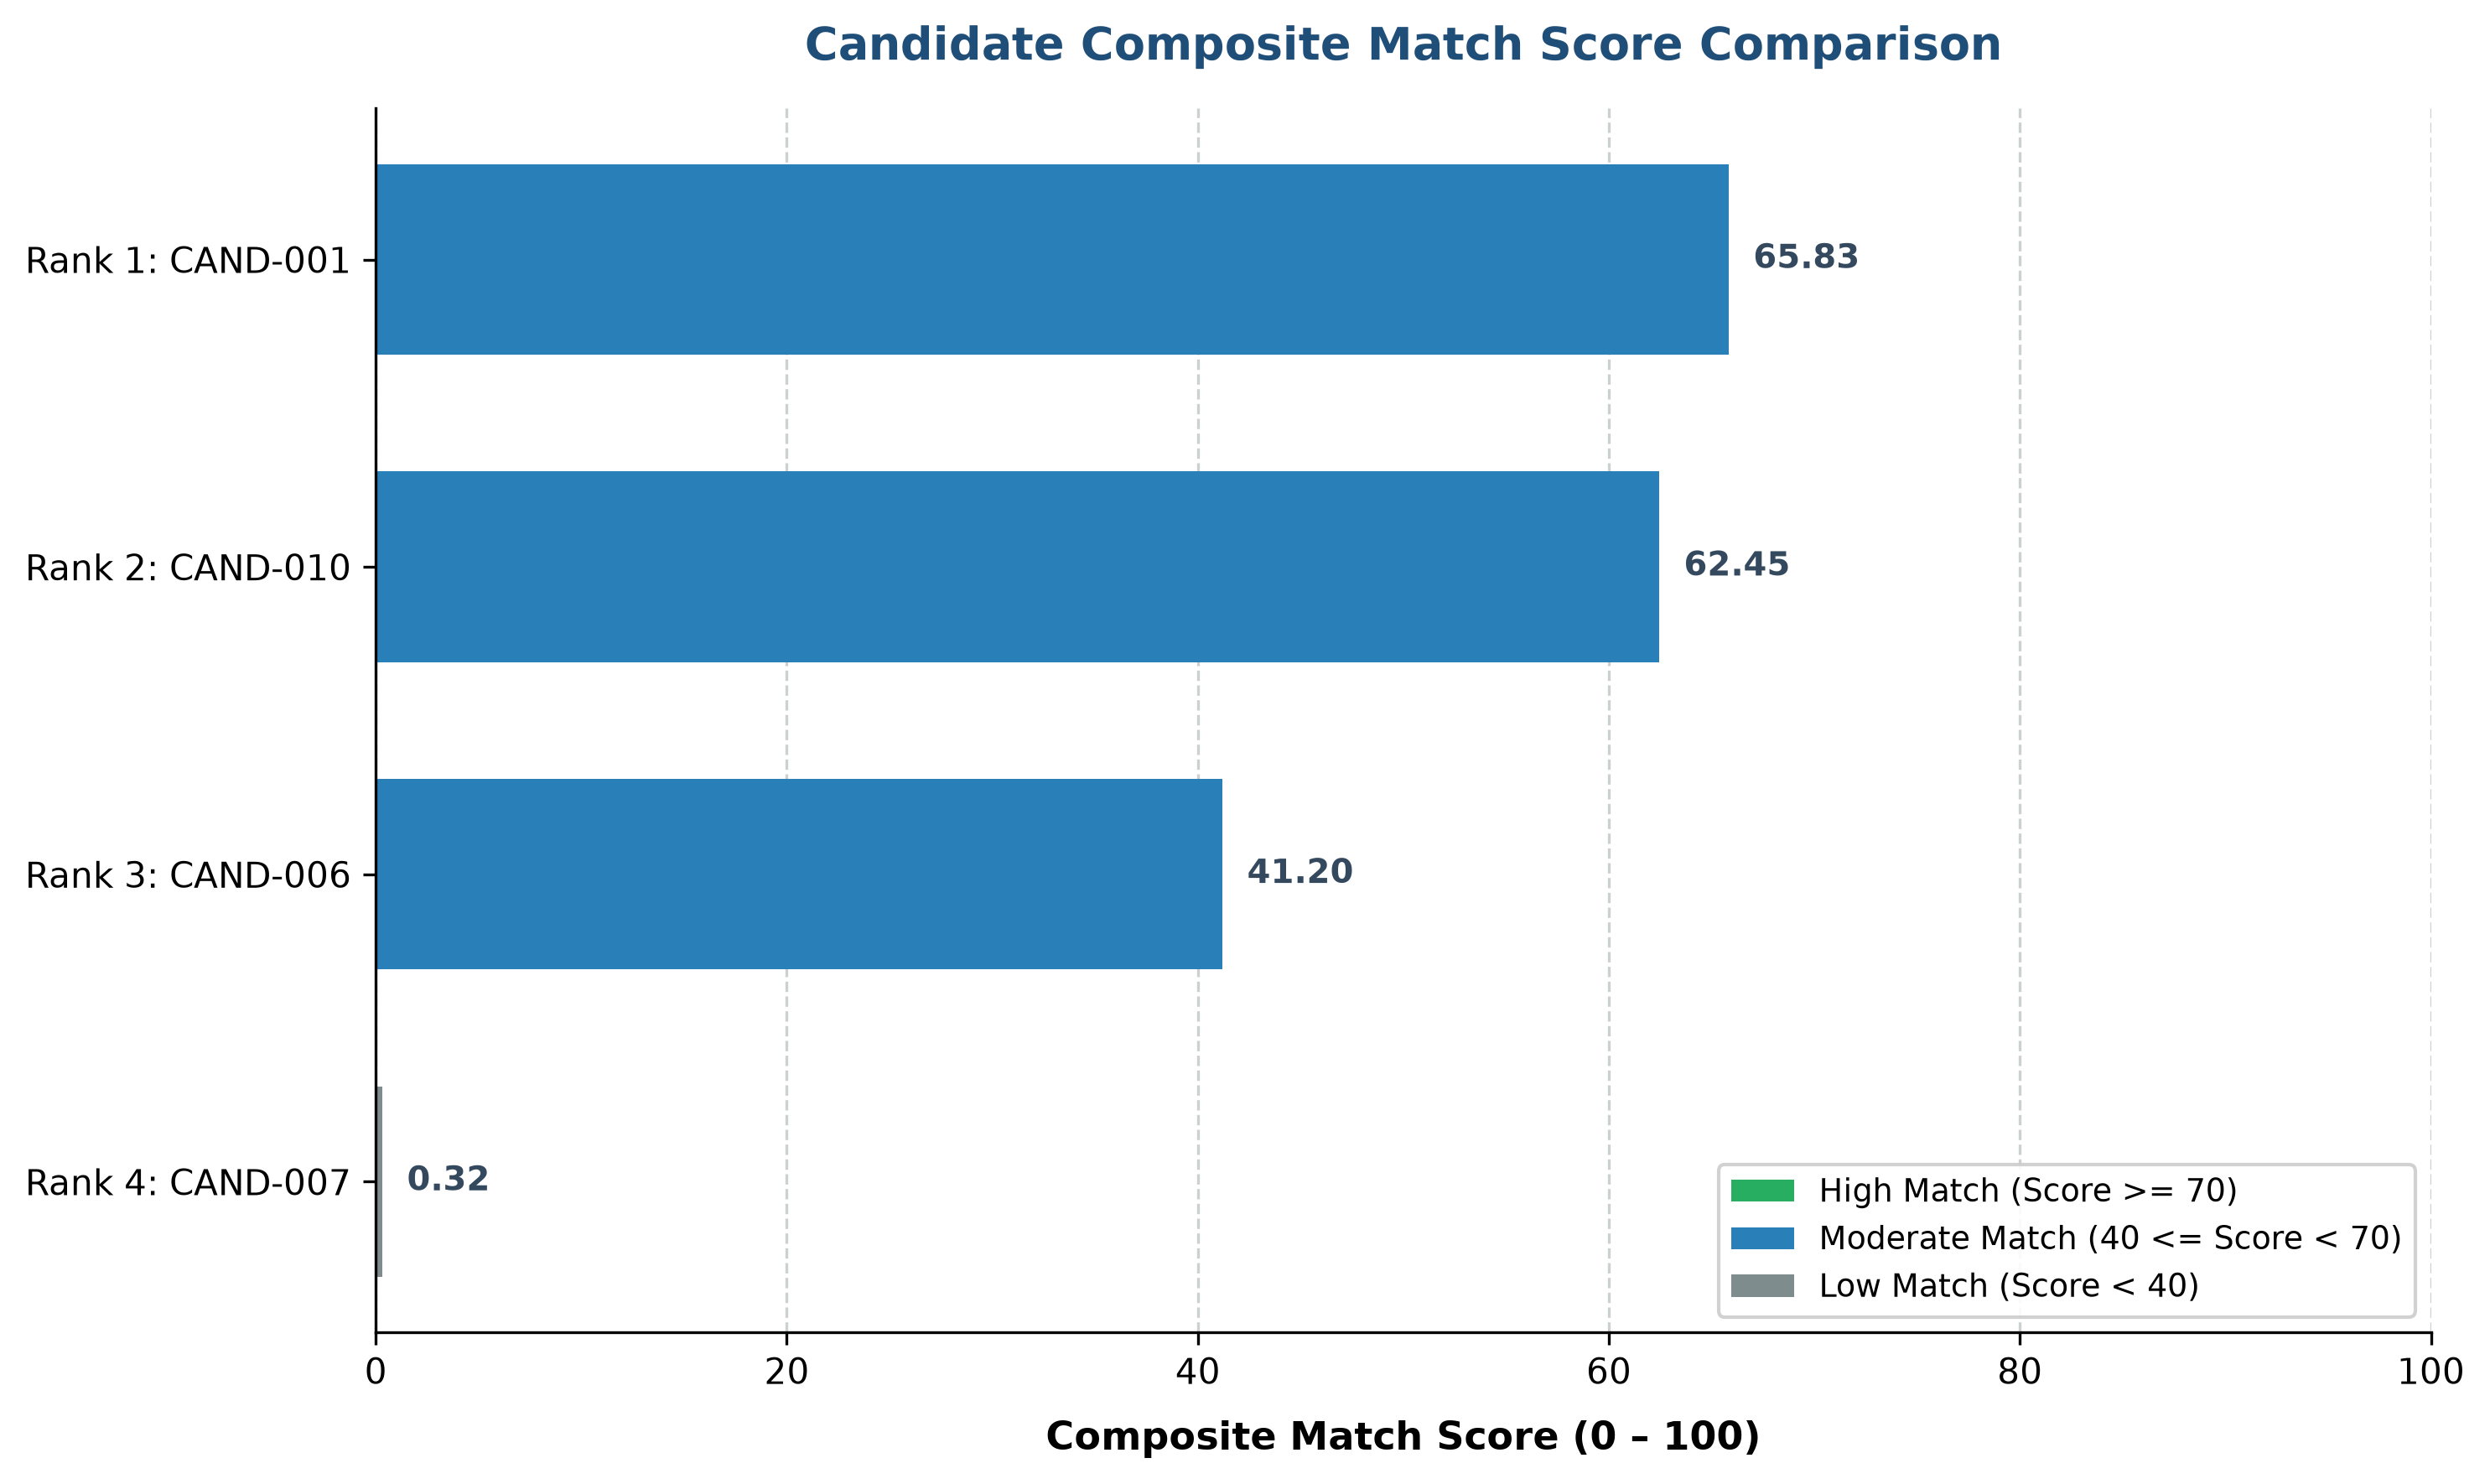 Candidate Composite Match Score Comparison
Rank 1: CAND-001
65.83
Rank 2: CAND-010
62.45
Rank 3: CAND-006
41.20
Rank 4: CAND-007
0.32
High Match (Score >= 70)
Moderate Match (40 <= Score < 70)
Low Match (Score < 40)
0 20 40 60 80 100
Composite Match Score (0 – 100)